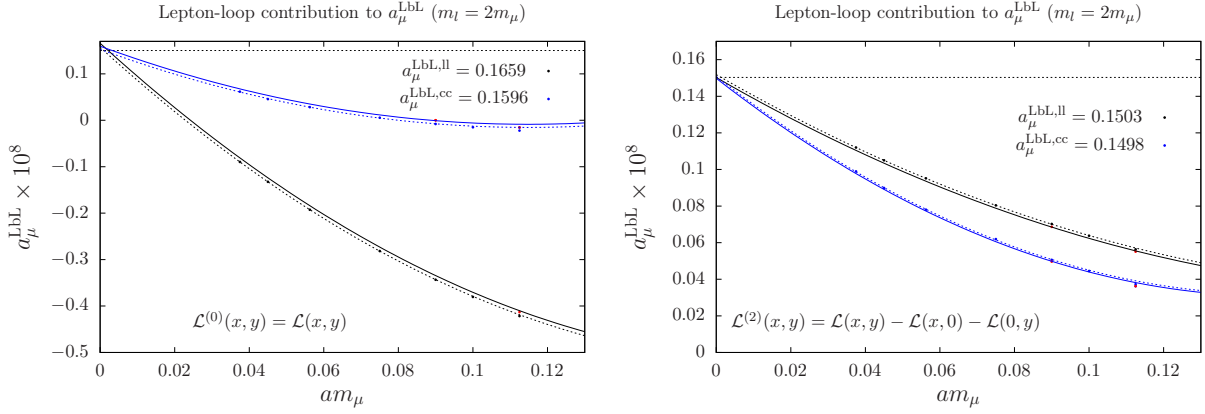 Lepton-loop contribution to a_μ^LbL (m_l = 2m_μ)
a_μ^LbL,ll = 0.1659
a_μ^LbL,cc = 0.1596
0.1
0
−0.1
−0.2
−0.3
−0.4
−0.5
a_μ^LbL × 10^8
ℒ^(0)(x, y) = ℒ(x, y)
0 0.02 0.04 0.06 0.08 0.1 0.12
am_μ
Lepton-loop contribution to a_μ^LbL (m_l = 2m_μ)
0.16
0.14
0.12
0.1
0.08
0.06
0.04
0.02
0
a_μ^LbL × 10^8
a_μ^LbL,ll = 0.1503
a_μ^LbL,cc = 0.1498
ℒ^(2)(x, y) = ℒ(x, y) − ℒ(x, 0) − ℒ(0, y)
0 0.02 0.04 0.06 0.08 0.1 0.12
am_μ